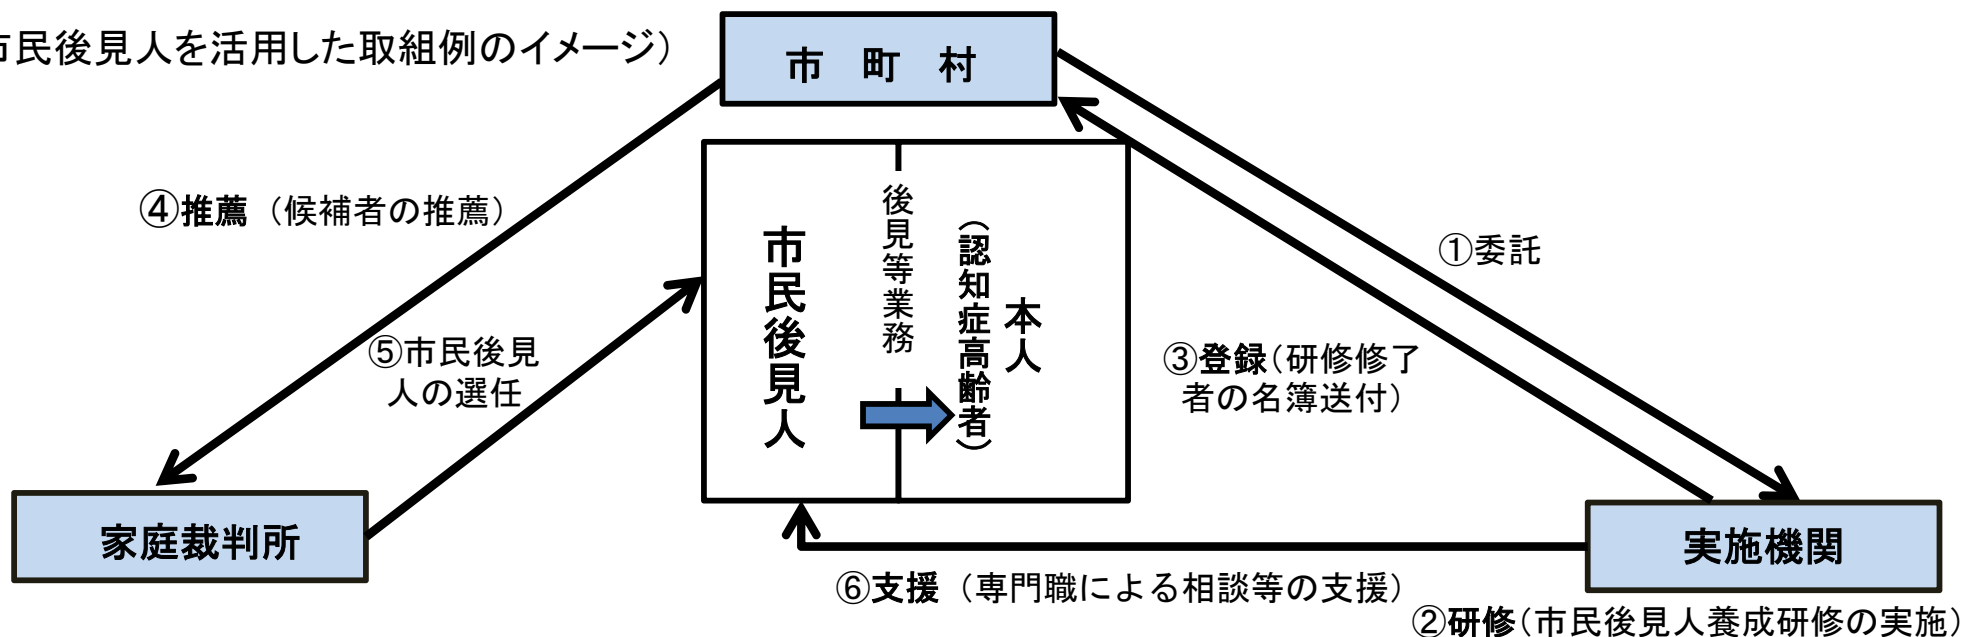 市民後見人を活用した取組例のイメージ)
市 町 村
④推薦(候補者の推薦)
①委託
市民後見人
後見等業務
本人
(認知症高齢者)
⑤市民後見
人の選任
③登録(研修修了
者の名簿送付)
家庭裁判所
実施機関
⑥支援(専門職による相談等の支援)
②研修(市民後見人養成研修の実施)